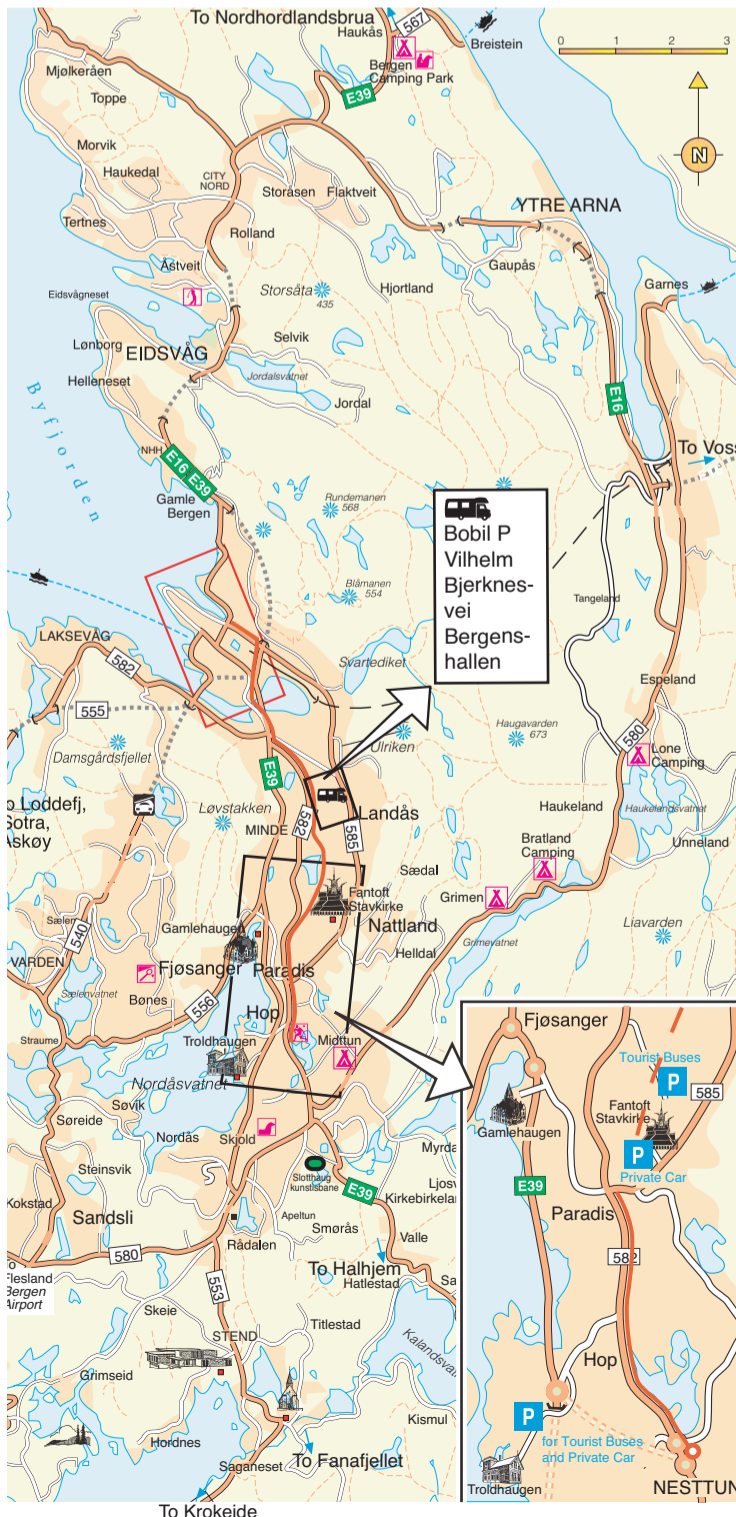 To Nordhordlandsbrua
567
Haukås
Breistein
Bergen
Camping Park
0 1 2 3
N
Mjølkeråen
Toppe
E39
Morvik
Haukedal
CITY
NORD
Storåsen
Flaktveit
YTRE ARNA
Tertnes
Rolland
Gaupås
Åstveit
Hjortland
Garnes
Eidsvågneset
Storsåta
435
Lønborg
Selvik
EIDSVÅG
Helleneset
Jordalsvatnet
Jordal
E16
Byfjorden
NHH
E16
E39
To Voss
Gamle
Bergen
Rundemanen
568
Bobil P
Vilhelm
Bjerknes-
vei
Bergens-
hallen
Blåmanen
554
Tangeland
LAKSEVÅG
582
Svartediket
555
Espeland
Damsgårdsfjellet
Ulriken
Haugavarden
673
580
Lone
Camping
E39
o Loddefj,
Sotra,
Askøy
Løvstakken
MINDE
582
Landås
585
Haukeland
Haukelandsvatnet
Unneland
Bratland
Camping
Sædal
Grimen
Fantoft
Stavkirke
Sælen
540
Gamlehaugen
Nattland
Liavarden
VARDEN
Fjøsanger
Paradis
Helldal
Grimevatnet
Sælenvatnet
Bønes
556
Hop
Straume
Troldhaugen
Midttun
Nordåsvatnet
Søreide
Søvik
Nordås
Skjold
Myrda
Steinsvik
Slotthaug
kunstsbane
Ljos
Kokstad
E39
Kirkebirkelan
Sandsli
Apeltun
Smørås
Valle
Rådalen
580
To Halhjem
Hatlestad
Sa
To
Flesland
Bergen
Airport
553
Skeie
Titlestad
STEND
Kalandsva
Grimseid
Kismul
Hordnes
To Fanafjellet
Saganeset
To Krokeide
Fjøsanger
Tourist Buses
P
585
Fantoft
Stavkirke
Gamlehaugen
P
Private Car
E39
Paradis
582
Hop
P
for Tourist Buses
and Private Car
Troldhaugen
NESTTUN